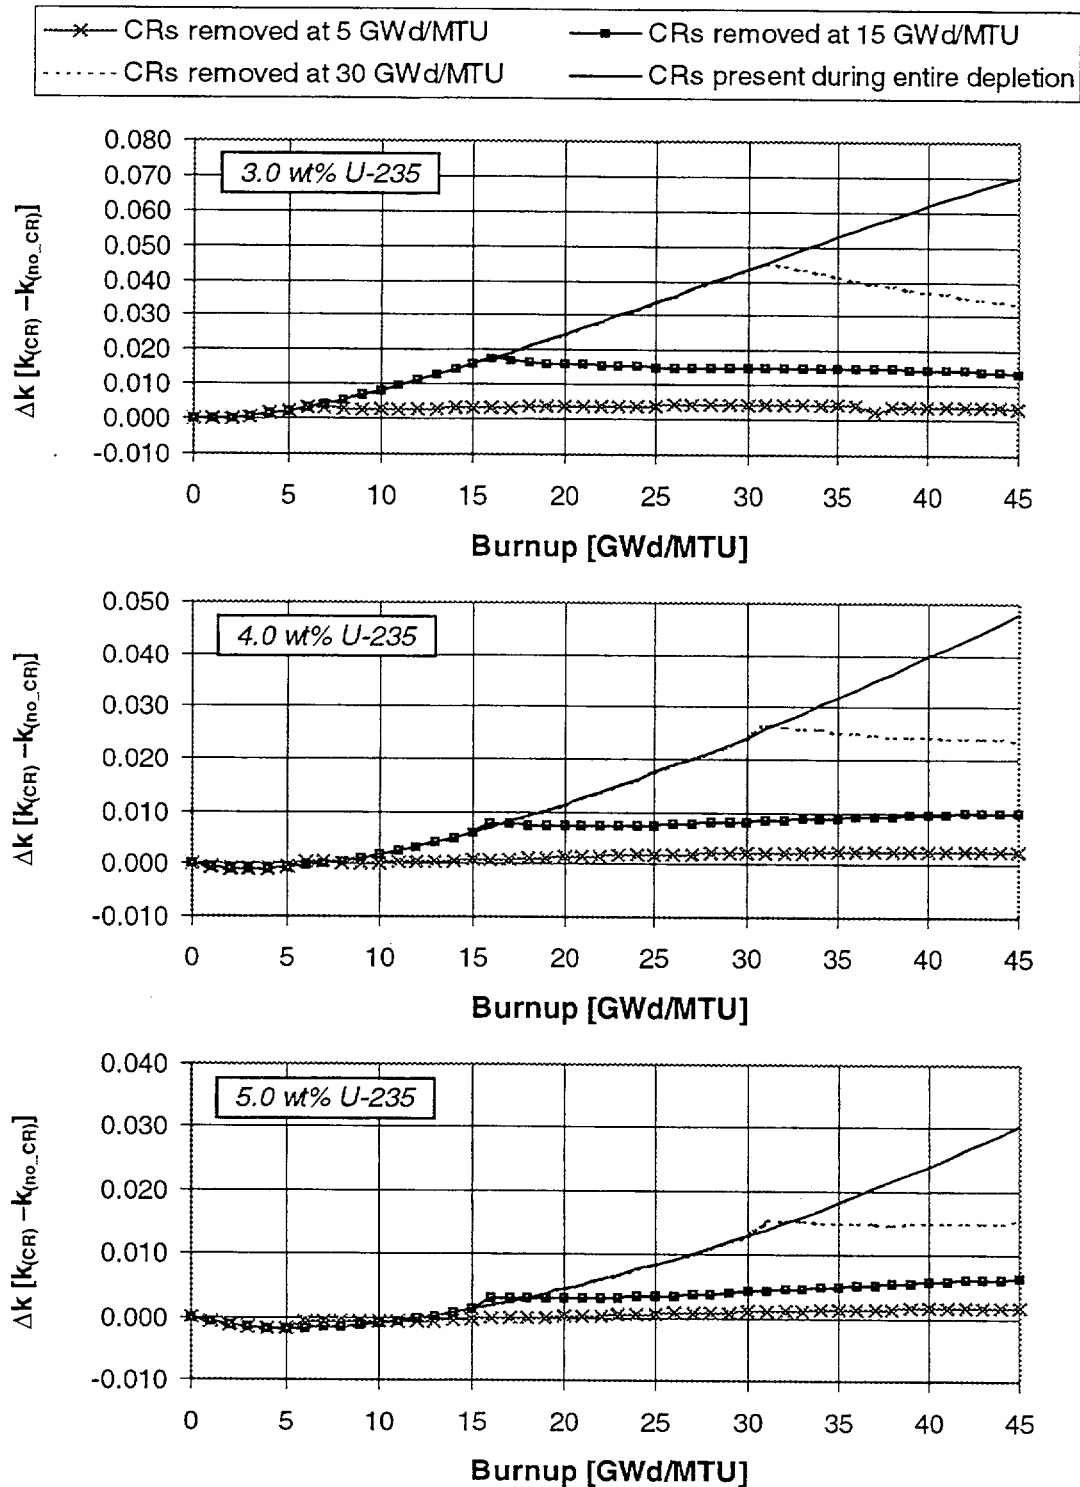 CRs removed at 5 GWd/MTU CRs removed at 15 GWd/MTU
CRs removed at 30 GWd/MTU CRs present during entire depletion
3.0 wt% U-235
Δk [k(CR) –k(no_CR)]
0.080
0.070
0.060
0.050
0.040
0.030
0.020
0.010
0.000
-0.010
0 5 10 15 20 25 30 35 40 45
Burnup [GWd/MTU]
4.0 wt% U-235
Δk [k(CR) –k(no_CR)]
0.050
0.040
0.030
0.020
0.010
0.000
-0.010
0 5 10 15 20 25 30 35 40 45
Burnup [GWd/MTU]
5.0 wt% U-235
Δk [k(CR) –k(no_CR)]
0.040
0.030
0.020
0.010
0.000
-0.010
0 5 10 15 20 25 30 35 40 45
Burnup [GWd/MTU]